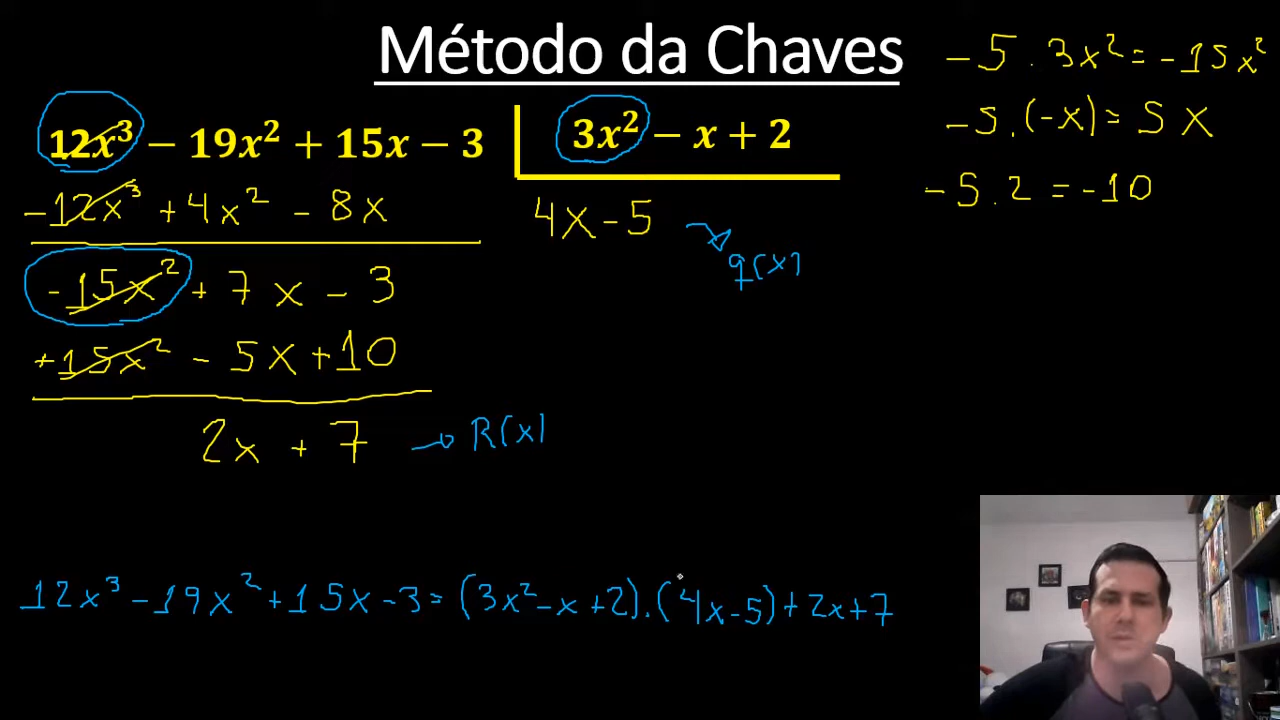 Método da Chaves
12x³ − 19x² + 15x − 3
3x² − x + 2
-12x³ + 4x² - 8x
4x - 5
q(x)
-15x² + 7x - 3
+15x² - 5x + 10
2x + 7 → R(x)
-5 . 3x² = -15x²
-5 . (-x) = 5x
-5 . 2 = -10
12x³ - 19x² + 15x - 3 = (3x² - x + 2) . (4x - 5) + 2x + 7